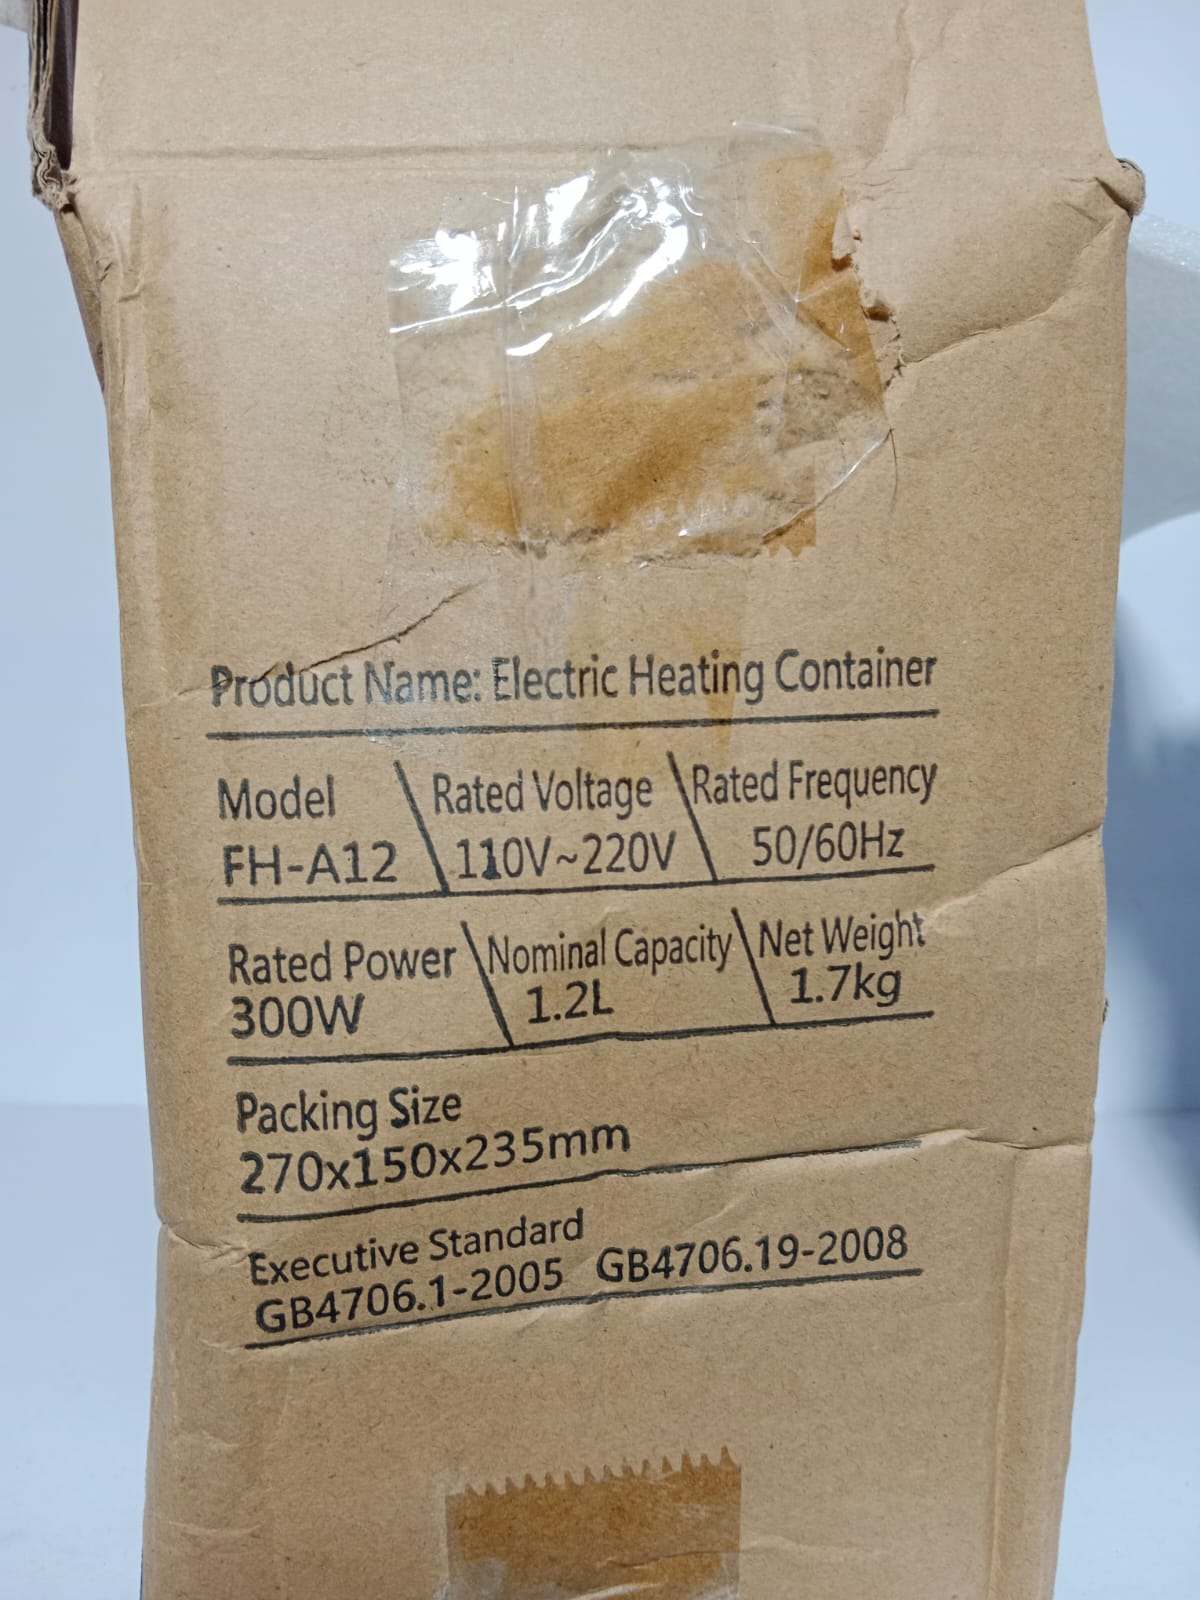 Product Name: Electric Heating Container
Model \ Rated Voltage \ Rated Frequency
FH-A12 \ 110V~220V \ 50/60Hz
Rated Power \ Nominal Capacity \ Net Weight
300W \ 1.2L \ 1.7kg
Packing Size
270x150x235mm
Executive Standard
GB4706.1-2005 GB4706.19-2008